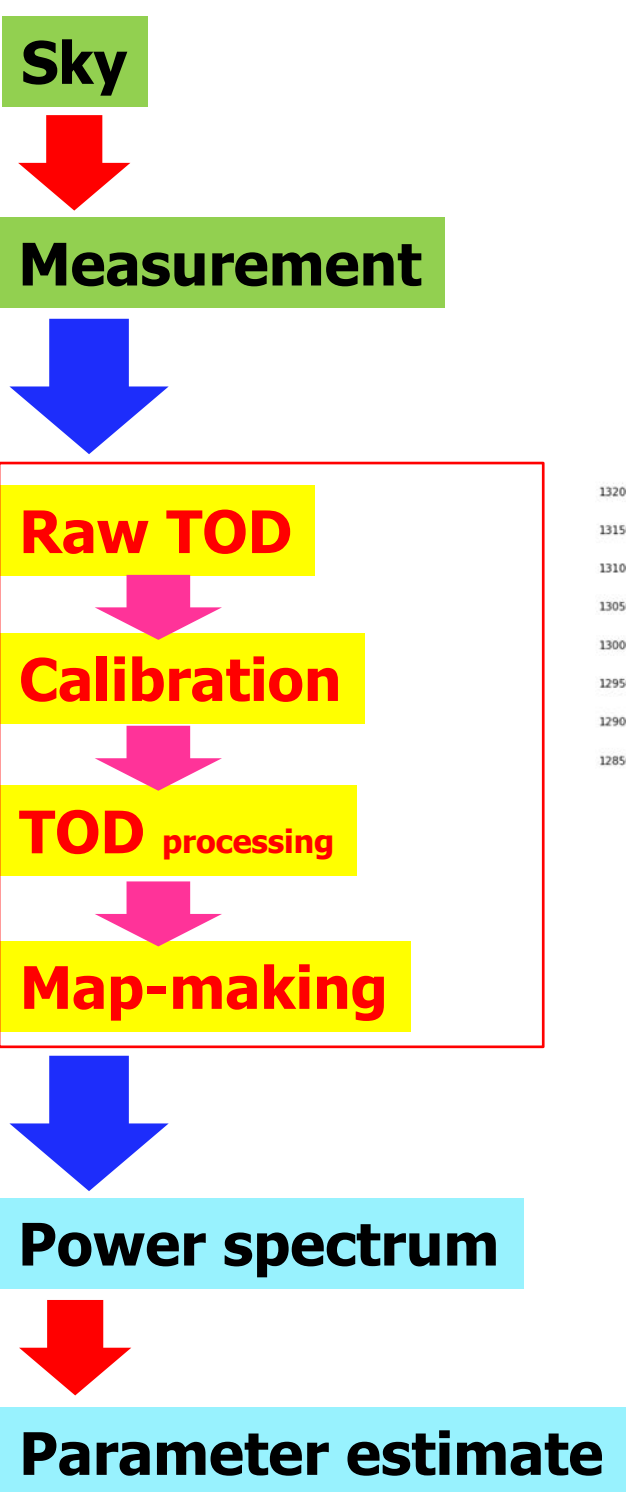 Sky
Measurement
Raw TOD
Calibration
TOD processing
Map-making
Power spectrum
Parameter estimate
1320
1315
1310
1305
1300
1295
1290
1285